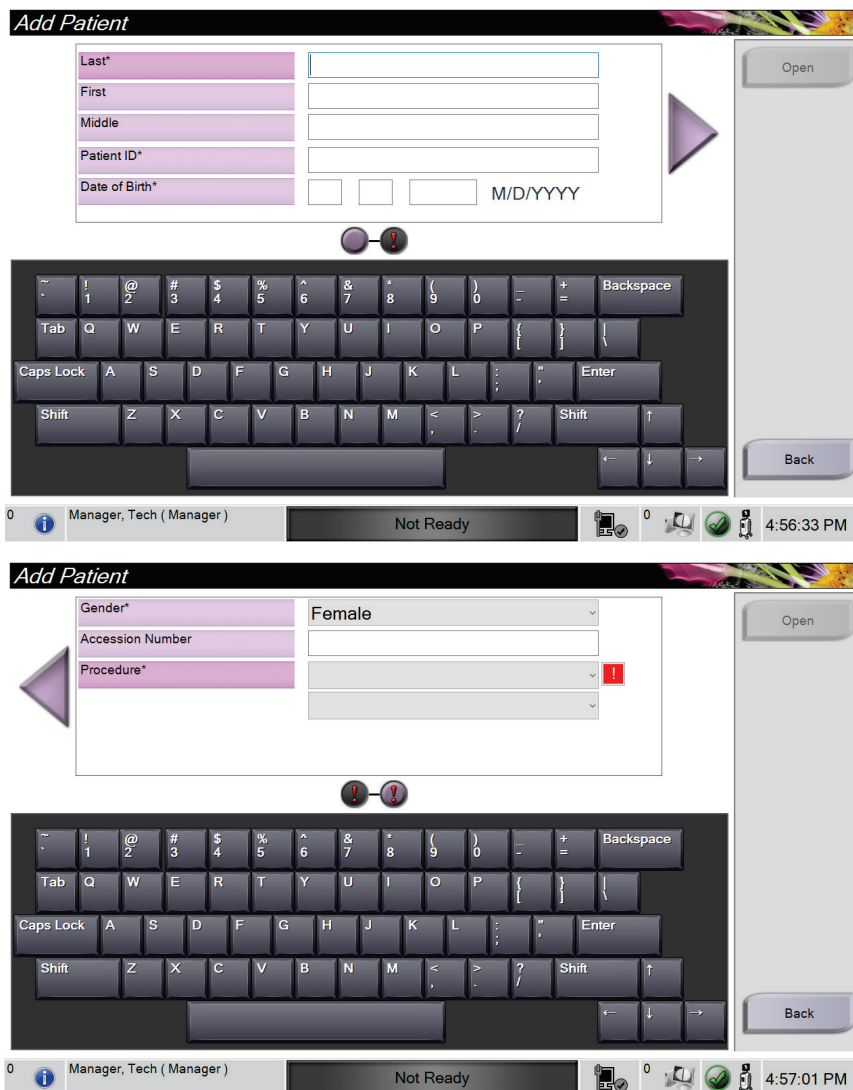 Add Patient
Last*
Open
First
Middle
Patient ID*
Date of Birth* M/D/YYYY
~ ! @ # $ % ^ & * ( ) _ + Backspace
` 1 2 3 4 5 6 7 8 9 0 - =
Tab Q W E R T Y U I O P { } |
[ ] \
Caps Lock A S D F G H J K L : " Enter
; '
Shift Z X C V B N M < > ? Shift ↑
, . /
← ↓ →
Back
0 Manager, Tech ( Manager ) Not Ready 0 4:56:33 PM
Add Patient
Gender* Female
Open
Accession Number
Procedure* !
~ ! @ # $ % ^ & * ( ) _ + Backspace
` 1 2 3 4 5 6 7 8 9 0 - =
Tab Q W E R T Y U I O P { } |
[ ] \
Caps Lock A S D F G H J K L : " Enter
; '
Shift Z X C V B N M < > ? Shift ↑
, . /
← ↓ →
Back
0 Manager, Tech ( Manager ) Not Ready 0 4:57:01 PM